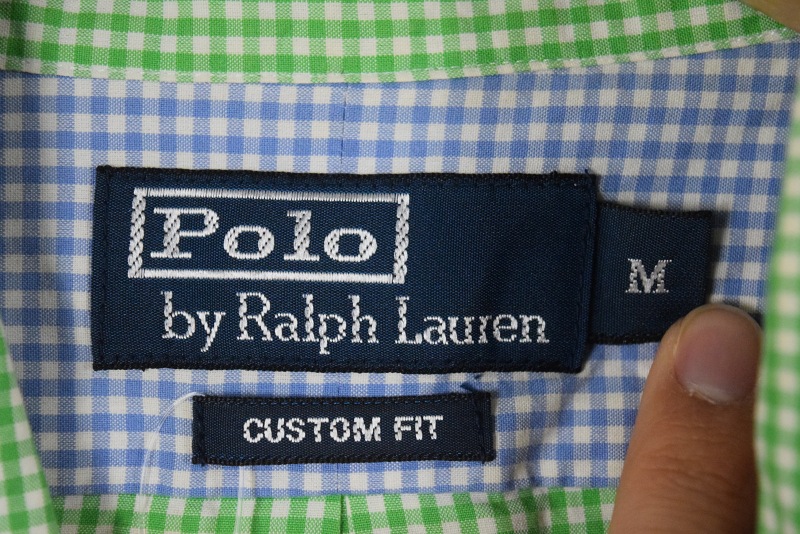 Polo
by Ralph Lauren
M
CUSTOM FIT